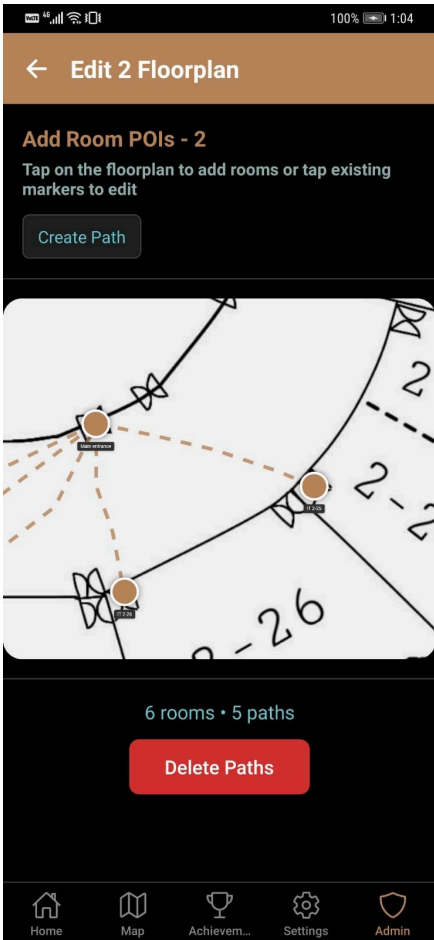 VoLTE 4G 100% 1:04
Edit 2 Floorplan
Add Room POIs - 2
Tap on the floorplan to add rooms or tap existing
markers to edit
Create Path
2
Main entrance
2-2
IT 2-25
IT 2-26
-26
6 rooms • 5 paths
Delete Paths
Home Map Achievem... Settings Admin